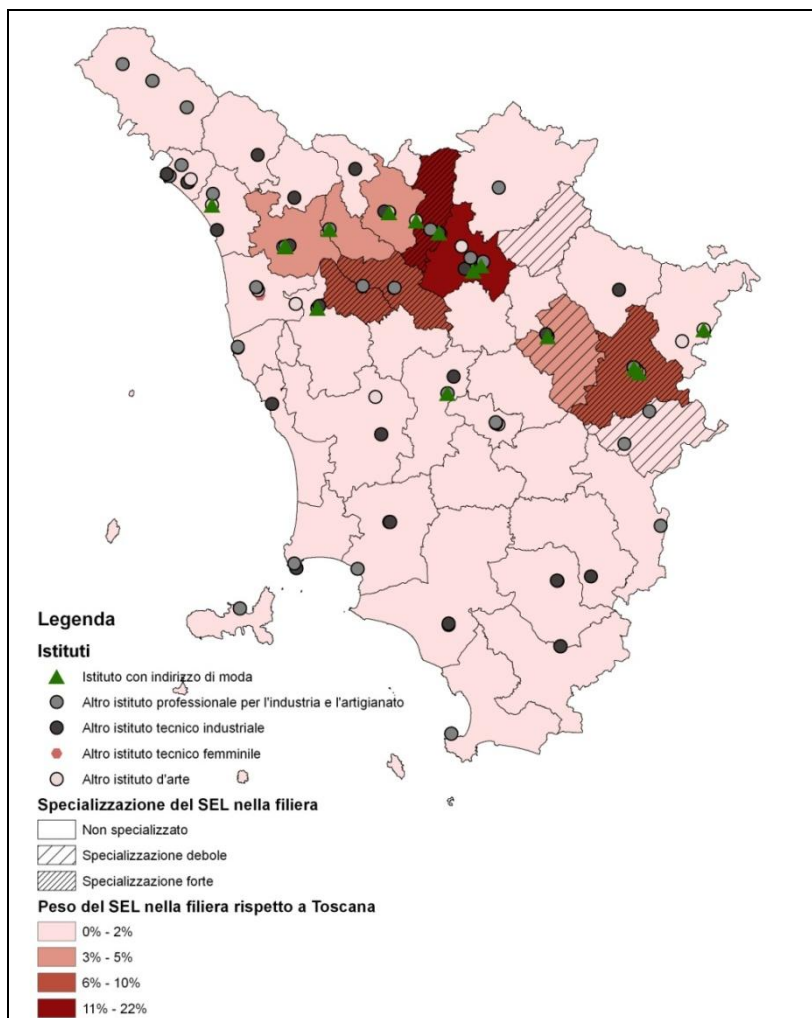 Legenda
Istituti
Istituto con indirizzo di moda
Altro istituto professionale per l'industria e l'artigianato
Altro istituto tecnico industriale
Altro istituto tecnico femminile
Altro istituto d'arte
Specializzazione del SEL nella filiera
Non specializzato
Specializzazione debole
Specializzazione forte
Peso del SEL nella filiera rispetto a Toscana
0% - 2%
3% - 5%
6% - 10%
11% - 22%